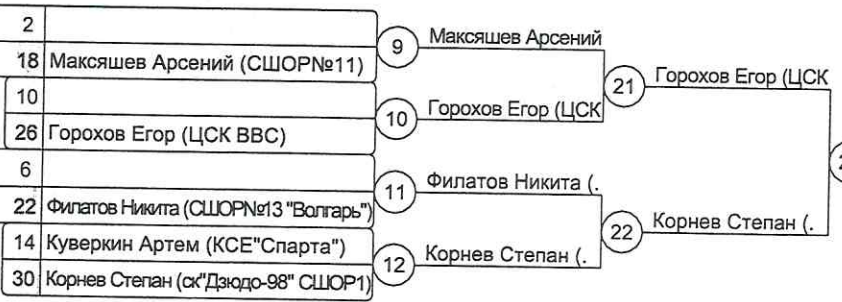 2
18 Максяшев Арсений (СШОР№11)
10
26 Горохов Егор (ЦСК ВВС)
6
22 Филатов Никита (СШОР№13 "Волгарь")
14 Куверкин Артем (КСЕ"Спарта")
30 Корнев Степан (ск"Дзюдо-98" СШОР1)
9 Максяшев Арсений
10 Горохов Егор (ЦСК
11 Филатов Никита (.
12 Корнев Степан (.
21 Горохов Егор (ЦСК
22 Корнев Степан (.